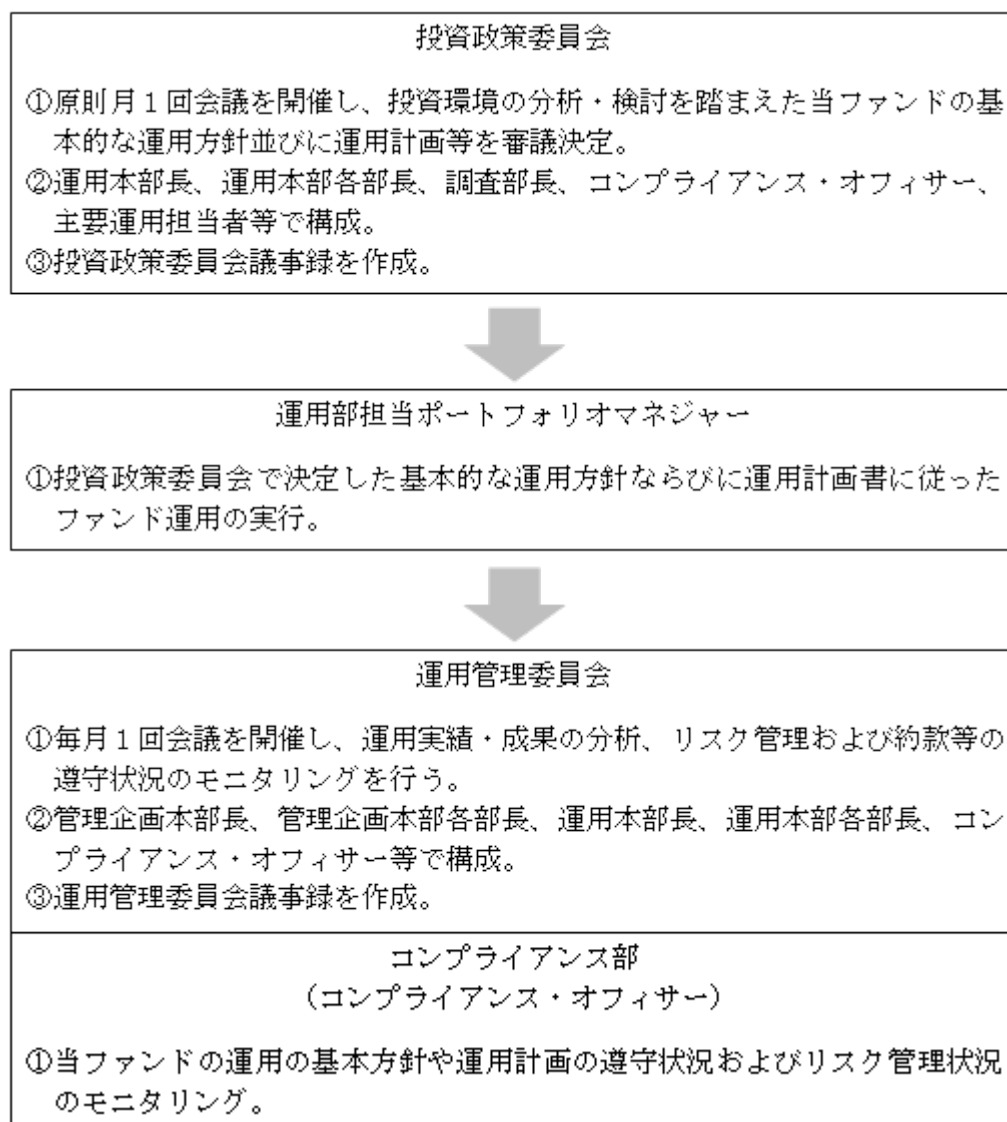 投資政策委員会
①原則月１回会議を開催し、投資環境の分析・検討を踏まえた当ファンドの基
本的な運用方針並びに運用計画等を審議決定。
②運用本部長、運用本部各部長、調査部長、コンプライアンス・オフィサー、
主要運用担当者等で構成。
③投資政策委員会議事録を作成。
運用部担当ポートフォリオマネジャー
①投資政策委員会で決定した基本的な運用方針ならびに運用計画書に従った
ファンド運用の実行。
運用管理委員会
①毎月１回会議を開催し、運用実績・成果の分析、リスク管理および約款等の
遵守状況のモニタリングを行う。
②管理企画本部長、管理企画本部各部長、運用本部長、運用本部各部長、コン
プライアンス・オフィサー等で構成。
③運用管理委員会議事録を作成。
コンプライアンス部
（コンプライアンス・オフィサー）
①当ファンドの運用の基本方針や運用計画の遵守状況およびリスク管理状況
のモニタリング。